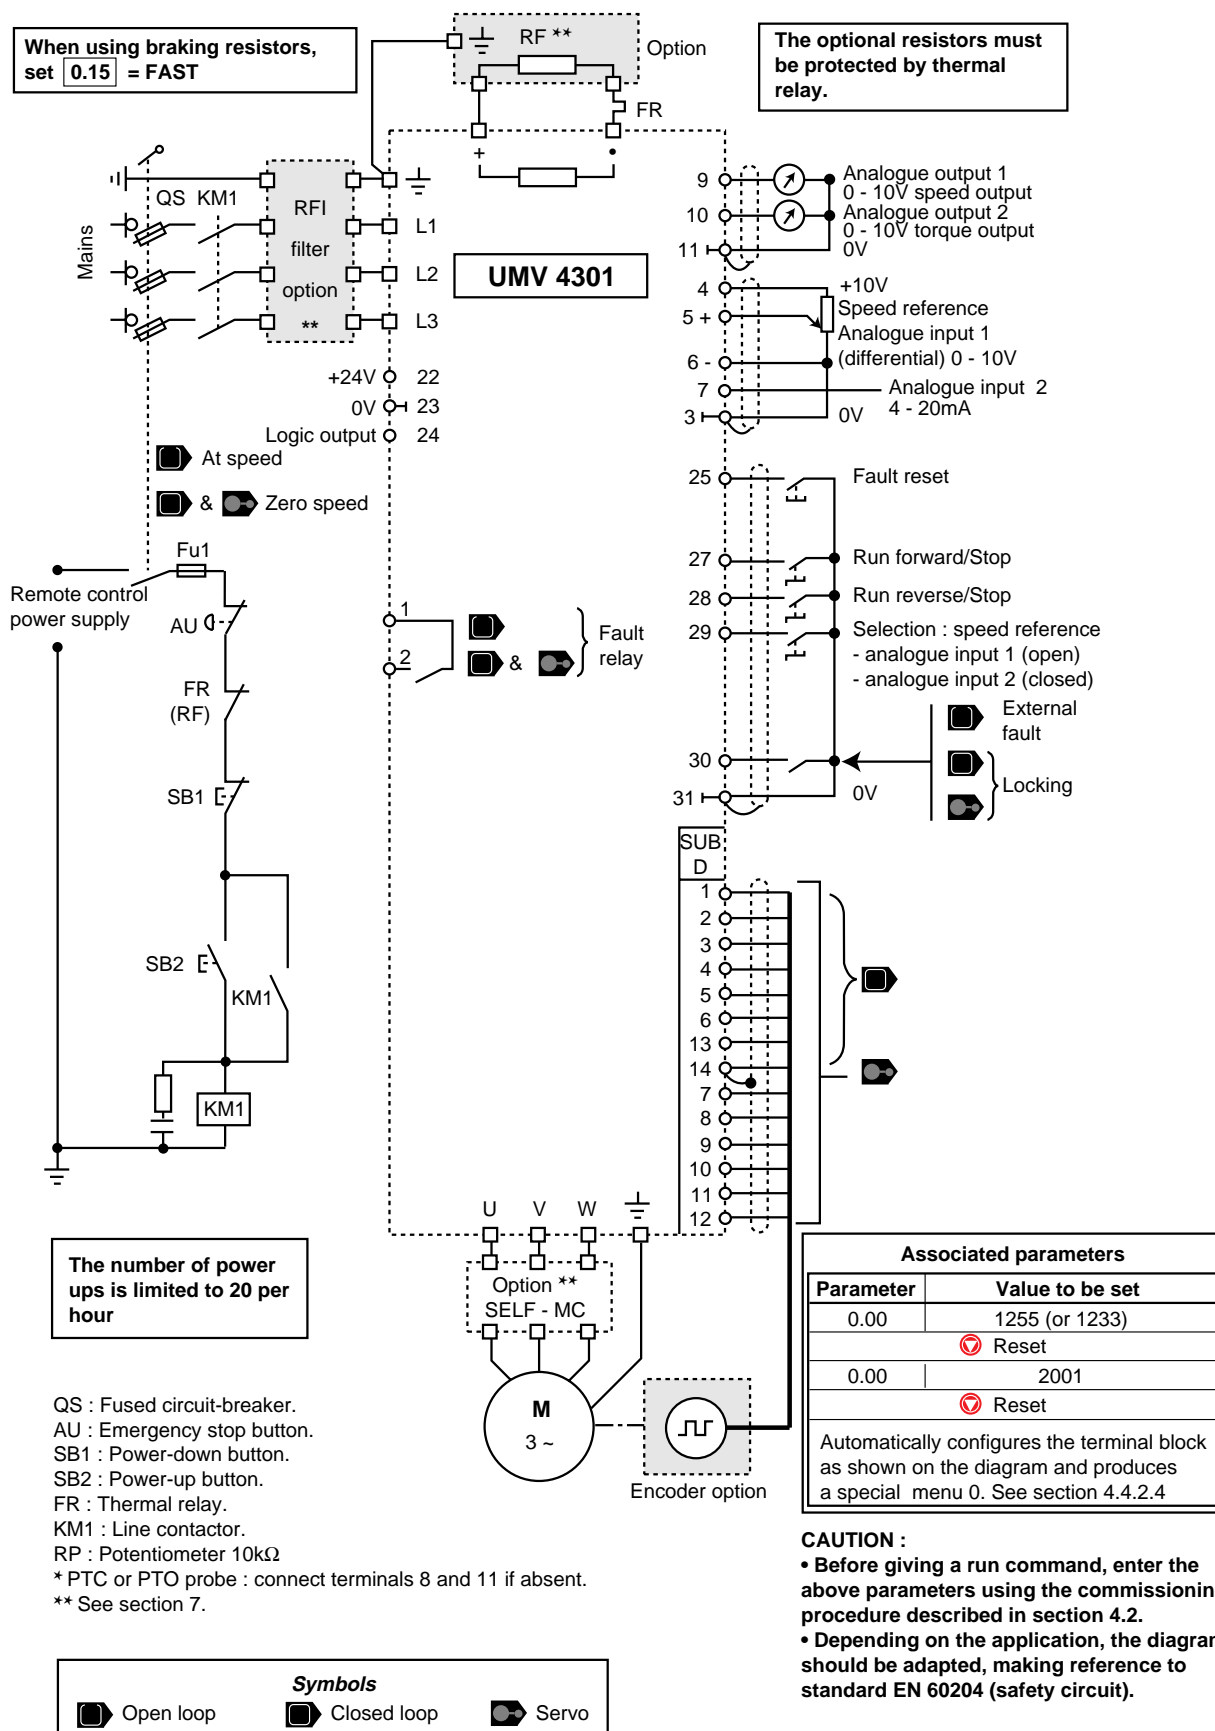 When using braking resistors,
set 0.15 = FAST
RF **
Option
FR
The optional resistors must
be protected by thermal
relay.
+
QS KM1
Mains
RFI
filter
option
**
L1
L2
L3
UMV 4301
9
Analogue output 1
0 - 10V speed output
10
Analogue output 2
0 - 10V torque output
11
0V
4
+10V
5 +
Speed reference
Analogue input 1
(differential) 0 - 10V
6 -
7
Analogue input 2
4 - 20mA
3
0V
+24V 22
0V 23
Logic output 24
At speed
& Zero speed
25 Fault reset
27 Run forward/Stop
28 Run reverse/Stop
29 Selection : speed reference
- analogue input 1 (open)
- analogue input 2 (closed)
External
fault
30
Locking
31
0V
Remote control
power supply
Fu1
AU
FR
(RF)
SB1
SB2
KM1
KM1
1
2
&
Fault
relay
SUB
D
1
2
3
4
5
6
13
14
7
8
9
10
11
12
U V W
Option **
SELF - MC
M
3 ~
Encoder option
The number of power
ups is limited to 20 per
hour
QS : Fused circuit-breaker.
AU : Emergency stop button.
SB1 : Power-down button.
SB2 : Power-up button.
FR : Thermal relay.
KM1 : Line contactor.
RP : Potentiometer 10kΩ
* PTC or PTO probe : connect terminals 8 and 11 if absent.
** See section 7.
Associated parameters
Parameter Value to be set
0.00 1255 (or 1233)
Reset
0.00 2001
Reset
Automatically configures the terminal block
as shown on the diagram and produces
a special menu 0. See section 4.4.2.4
CAUTION :
• Before giving a run command, enter the
above parameters using the commissionin
procedure described in section 4.2.
• Depending on the application, the diagran
should be adapted, making reference to
standard EN 60204 (safety circuit).
Symbols
Open loop Closed loop Servo